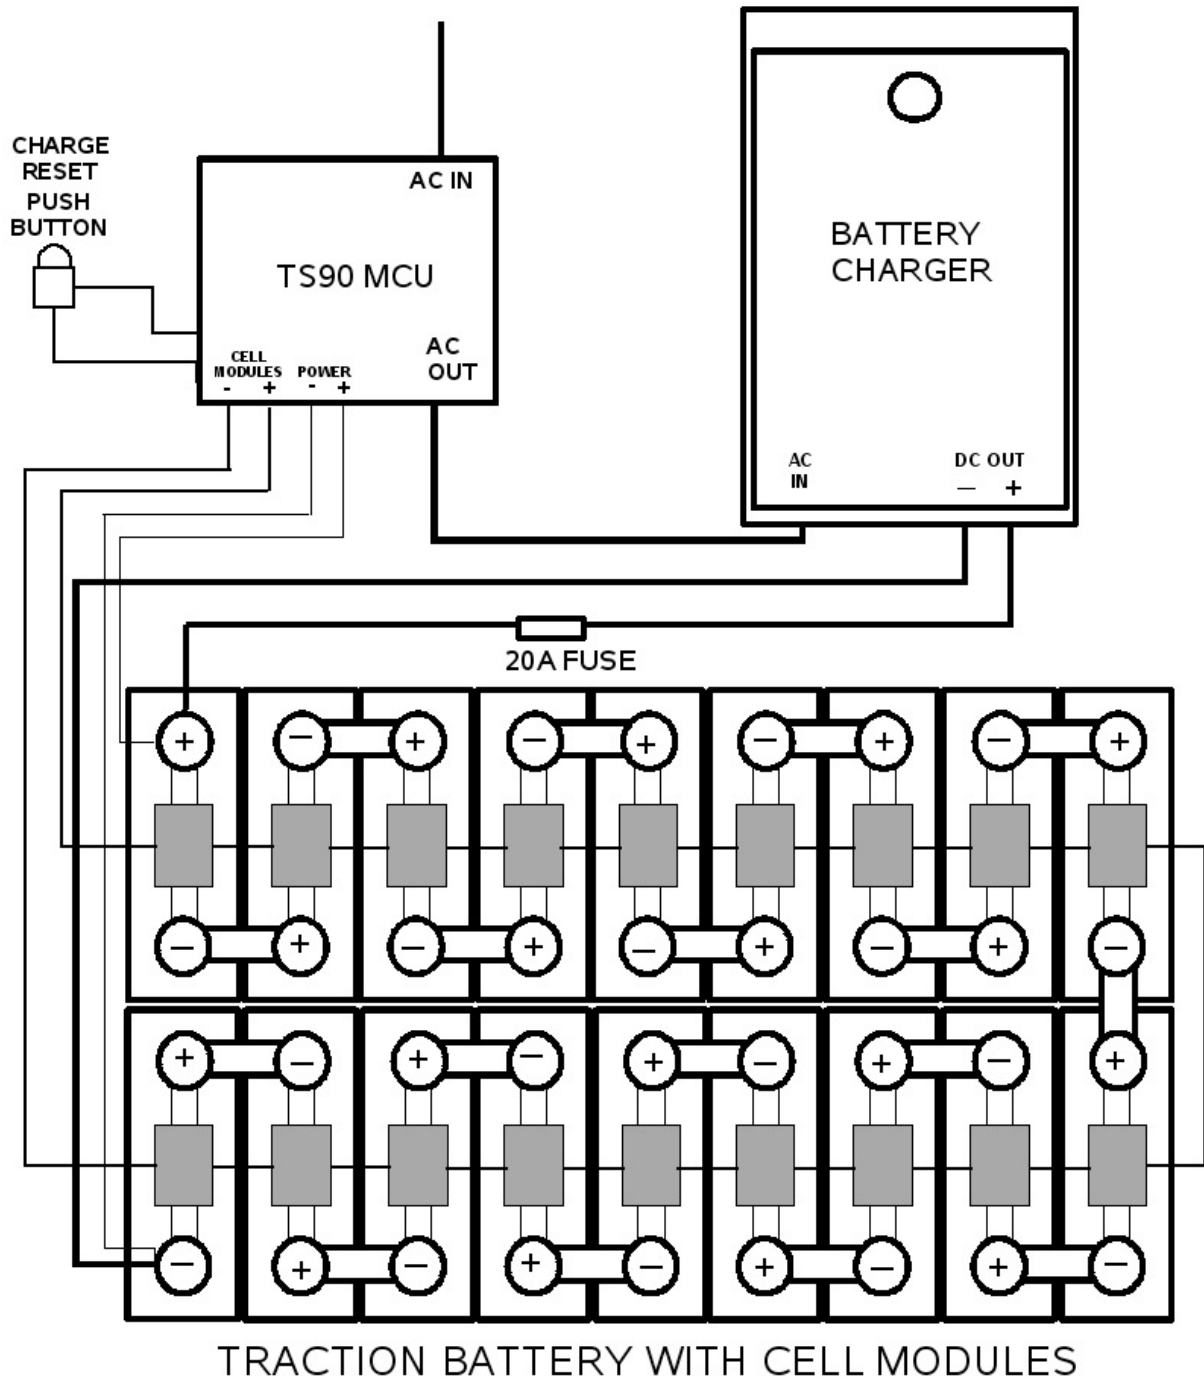 CHARGE
RESET
PUSH
BUTTON
AC IN
TS90 MCU
AC
OUT
CELL
MODULES POWER
- + - +
BATTERY
CHARGER
AC
IN
DC OUT
— +
20A FUSE
+ — + — + — + — +
— + — + — + — + —
+ — + — + — + — +
— + — + — + — + —
TRACTION BATTERY WITH CELL MODULES